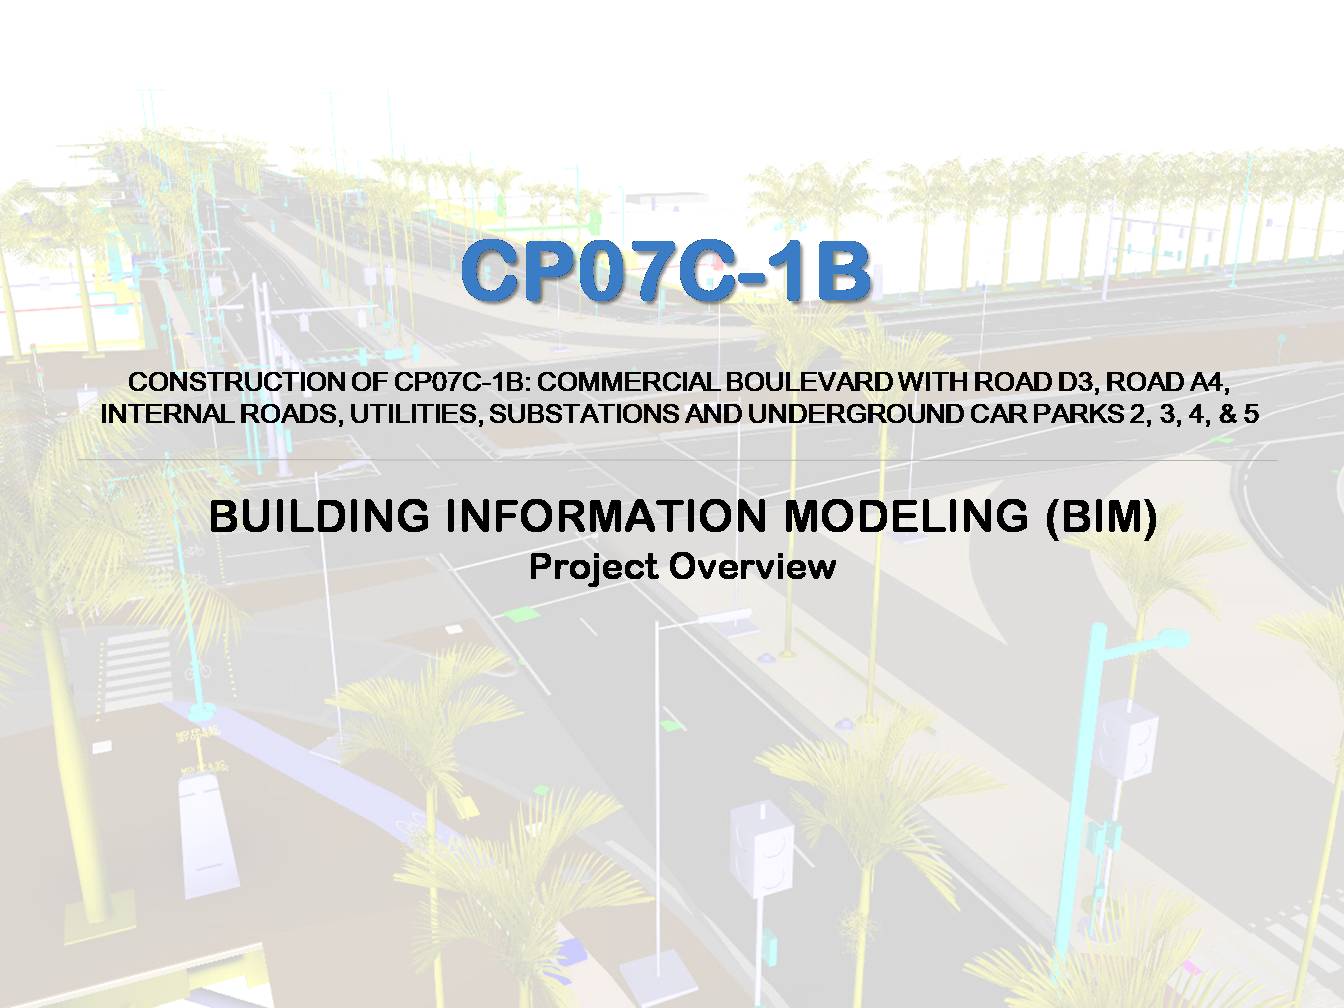 CP07C-1B
CONSTRUCTION OF CP07C-1B: COMMERCIAL BOULEVARD WITH ROAD D3, ROAD A4,
INTERNAL ROADS, UTILITIES, SUBSTATIONS AND UNDERGROUND CAR PARKS 2, 3, 4, & 5
BUILDING INFORMATION MODELING (BIM)
Project Overview